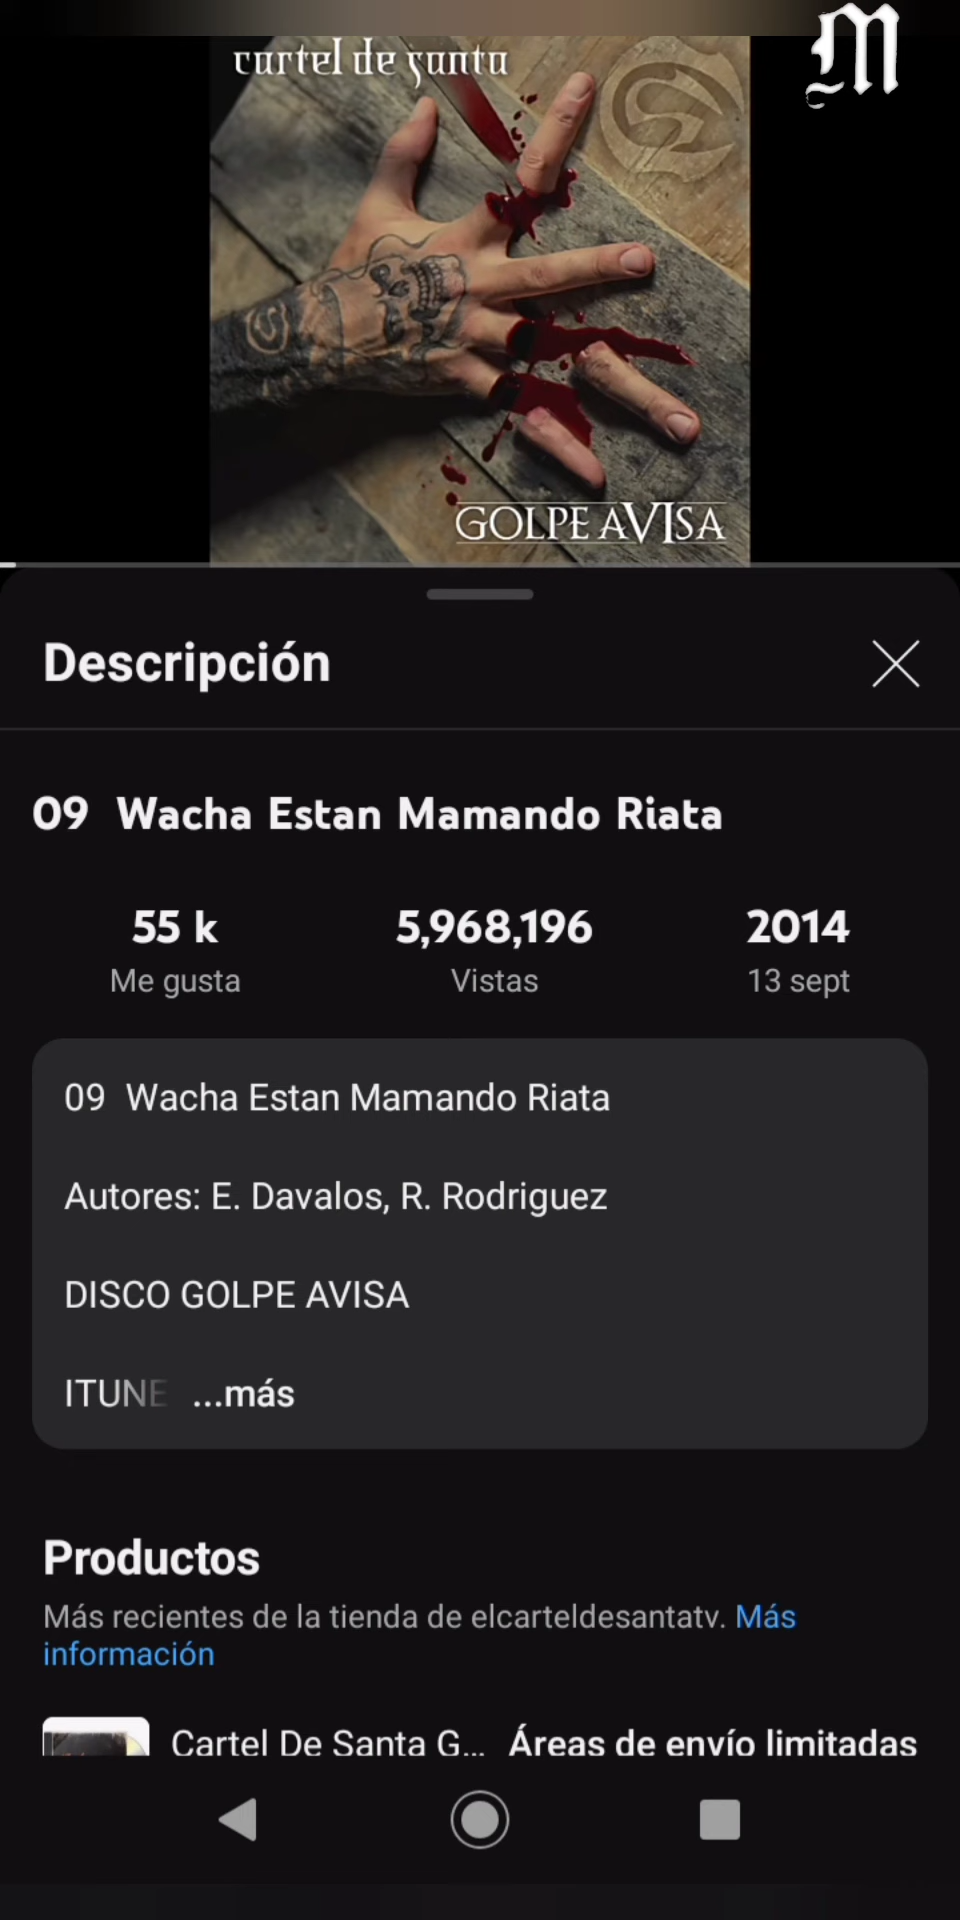 cartel de santa
M
GOLPE AVISA
Descripción
09 Wacha Estan Mamando Riata
55 k
5,968,196
2014
Me gusta
Vistas
13 sept
09 Wacha Estan Mamando Riata
Autores: E. Davalos, R. Rodriguez
DISCO GOLPE AVISA
ITUNE ...más
Productos
Más recientes de la tienda de elcarteldesantatv. Más
información
Cartel De Santa G... Áreas de envío limitadas